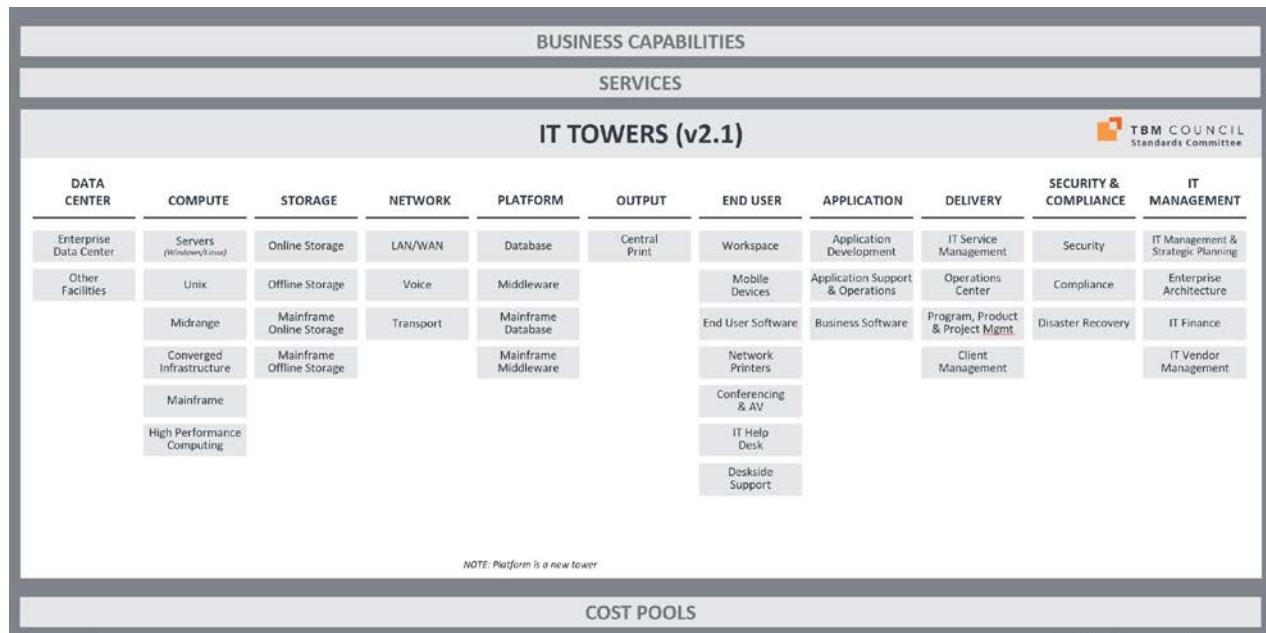 BUSINESS CAPABILITIES
SERVICES
IT TOWERS (v2.1)
TBM COUNCIL
Standards Committee
DATA
CENTER
Enterprise
Data Center
Other
Facilities
COMPUTE
Servers
(Windows/Linux)
Unix
Midrange
Converged
Infrastructure
Mainframe
High Performance
Computing
STORAGE
Online Storage
Offline Storage
Mainframe
Online Storage
Mainframe
Offline Storage
NETWORK
LAN/WAN
Voice
Transport
PLATFORM
Database
Middleware
Mainframe
Database
Mainframe
Middleware
OUTPUT
Central
Print
END USER
Workspace
Mobile
Devices
End User Software
Network
Printers
Conferencing
& AV
IT Help
Desk
Deskside
Support
APPLICATION
Application
Development
Application Support
& Operations
Business Software
DELIVERY
IT Service
Management
Operations
Center
Program, Product
& Project Mgmt
Client
Management
SECURITY &
COMPLIANCE
Security
Compliance
Disaster Recovery
IT
MANAGEMENT
IT Management &
Strategic Planning
Enterprise
Architecture
IT Finance
IT Vendor
Management
NOTE: Platform is a new tower
COST POOLS